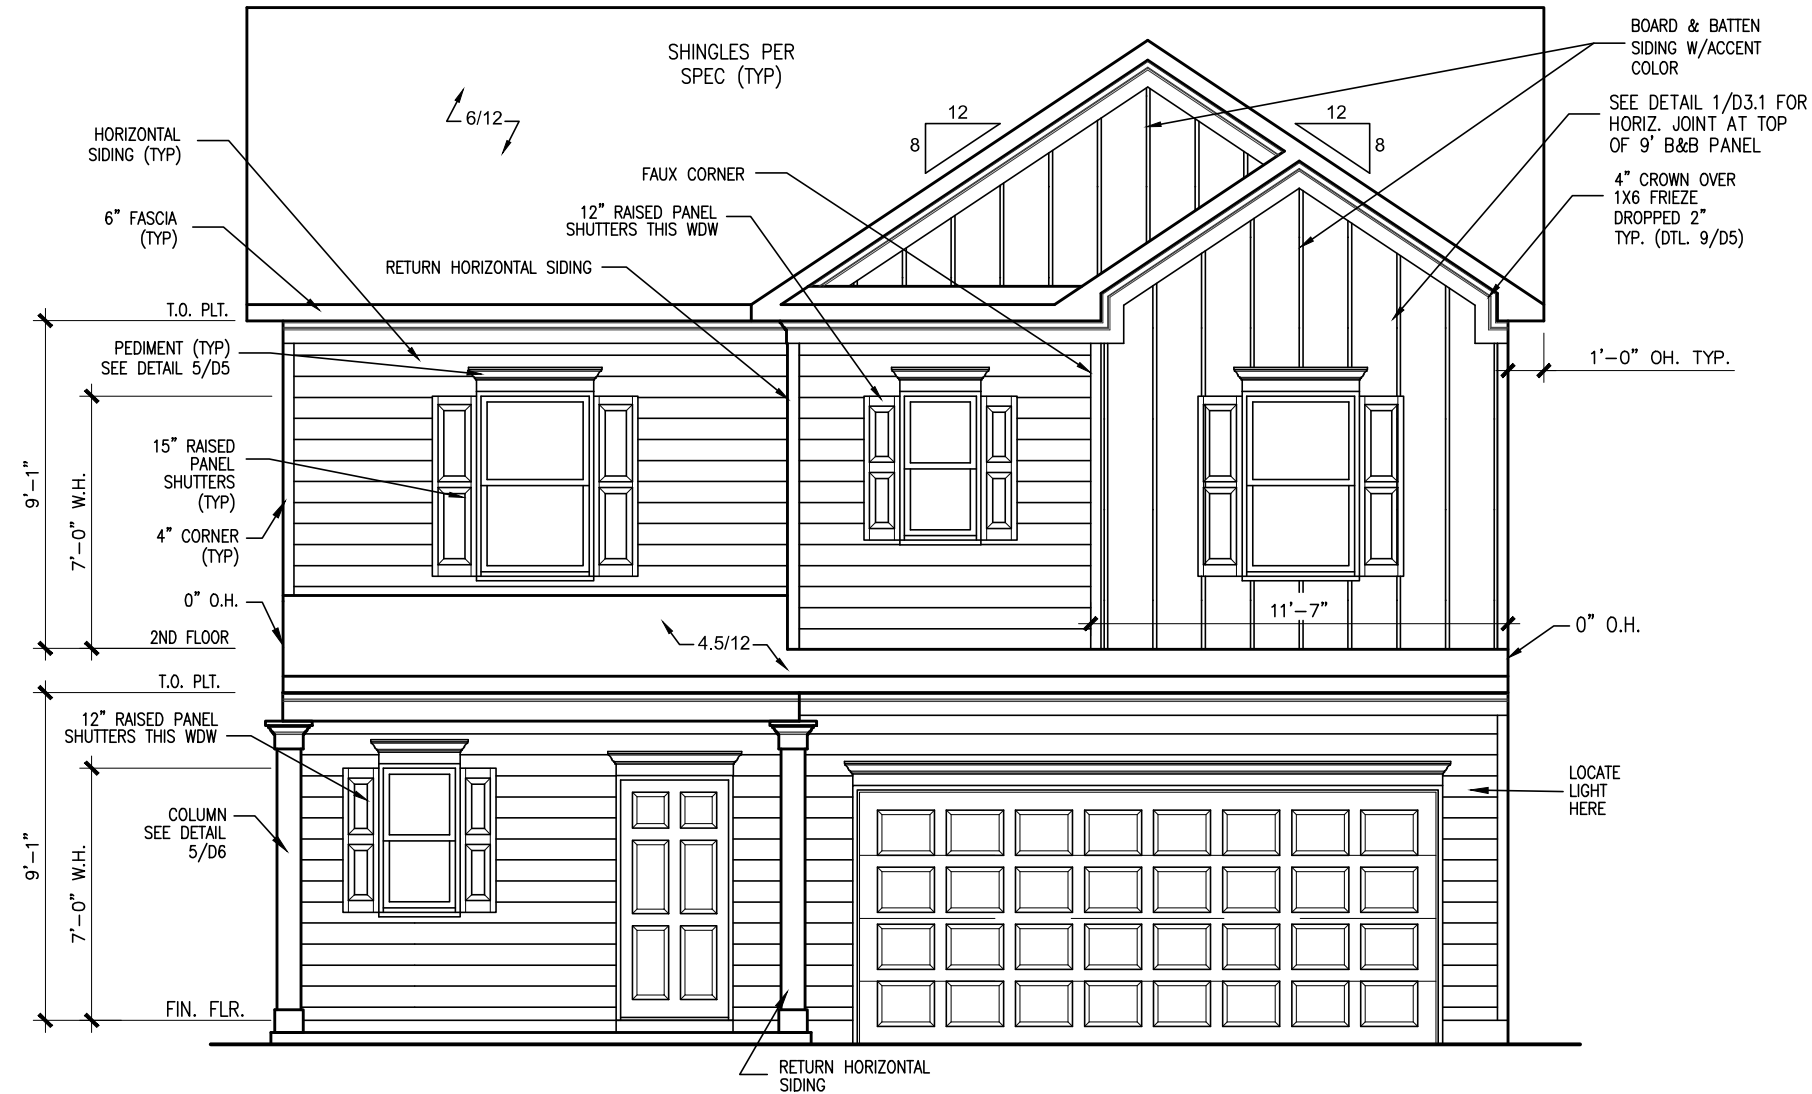 SHINGLES PER
SPEC (TYP)
6/12
HORIZONTAL
SIDING (TYP)
6" FASCIA
(TYP)
FAUX CORNER
12" RAISED PANEL
SHUTTERS THIS WDW
RETURN HORIZONTAL SIDING
12
8
12
8
BOARD & BATTEN
SIDING W/ACCENT
COLOR
SEE DETAIL 1/D3.1 FOR
HORIZ. JOINT AT TOP
OF 9' B&B PANEL
4" CROWN OVER
1X6 FRIEZE
DROPPED 2"
TYP. (DTL. 9/D5)
T.O. PLT.
PEDIMENT (TYP)
SEE DETAIL 5/D5
1'-0" OH. TYP.
9'-1"
7'-0" W.H.
15" RAISED
PANEL
SHUTTERS
(TYP)
4" CORNER
(TYP)
0" O.H.
2ND FLOOR
11'-7"
4.5/12
0" O.H.
T.O. PLT.
12" RAISED PANEL
SHUTTERS THIS WDW
COLUMN
SEE DETAIL
5/D6
9'-1"
7'-0" W.H.
LOCATE
LIGHT
HERE
FIN. FLR.
RETURN HORIZONTAL
SIDING